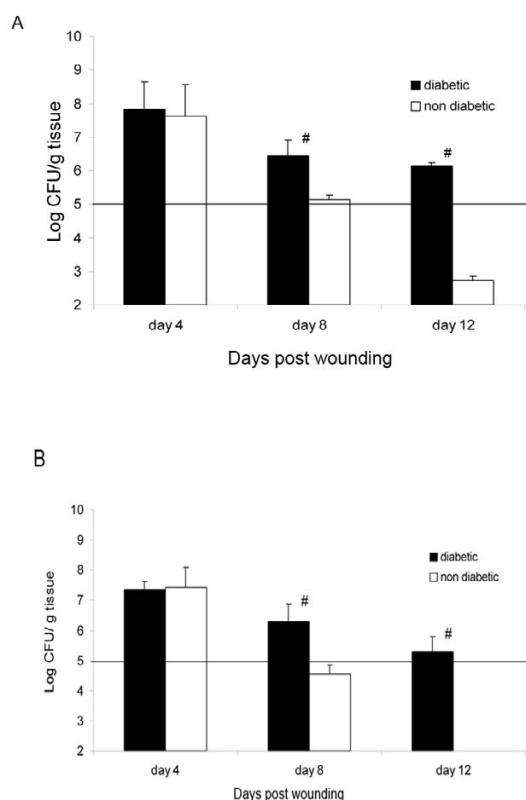 A
10
9
8
7
6
5
4
3
2
Log CFU/g tissue
diabetic
non diabetic
#
#
day 4
day 8
day 12
Days post wounding
B
10
9
8
7
6
5
4
3
2
Log CFU/ g tissue
diabetic
non diabetic
#
#
day 4
day 8
day 12
Days post wounding